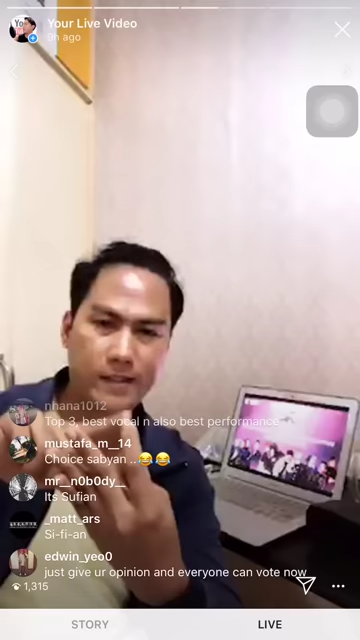 Your Live Video
9h ago
nhana1012
Top 3, best vocal n also best performance
mustafa_m_14
Choice sabyan ..😂😂
mr__n0b0dy__
Its Sufian
_matt_ars
Si-fi-an
edwin_yeo0
just give ur opinion and everyone can vote now
1,315
STORY
LIVE